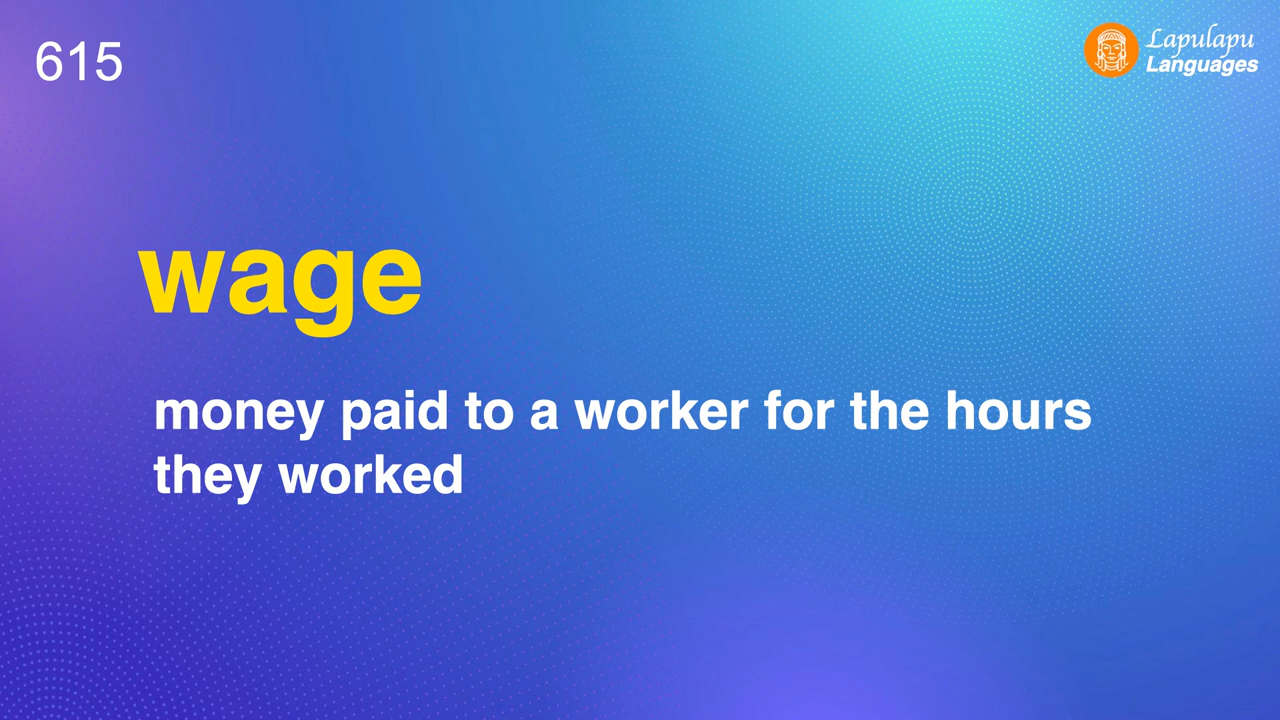 615
Lapulapu
Languages
wage
money paid to a worker for the hours
they worked